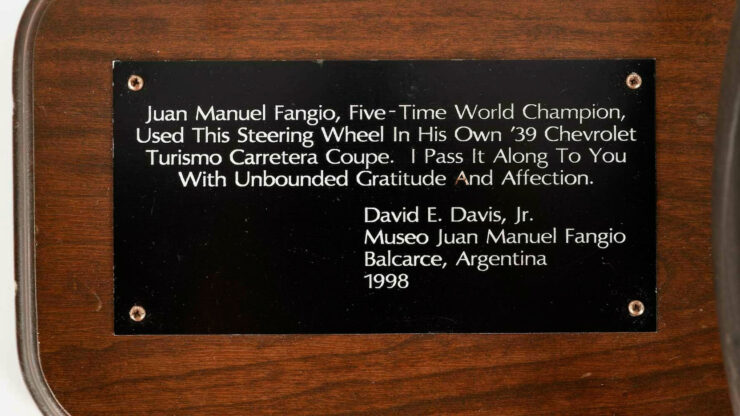 Juan Manuel Fangio, Five-Time World Champion,
Used This Steering Wheel In His Own '39 Chevrolet
Turismo Carretera Coupe. I Pass It Along To You
With Unbounded Gratitude And Affection.
David E. Davis, Jr.
Museo Juan Manuel Fangio
Balcarce, Argentina
1998